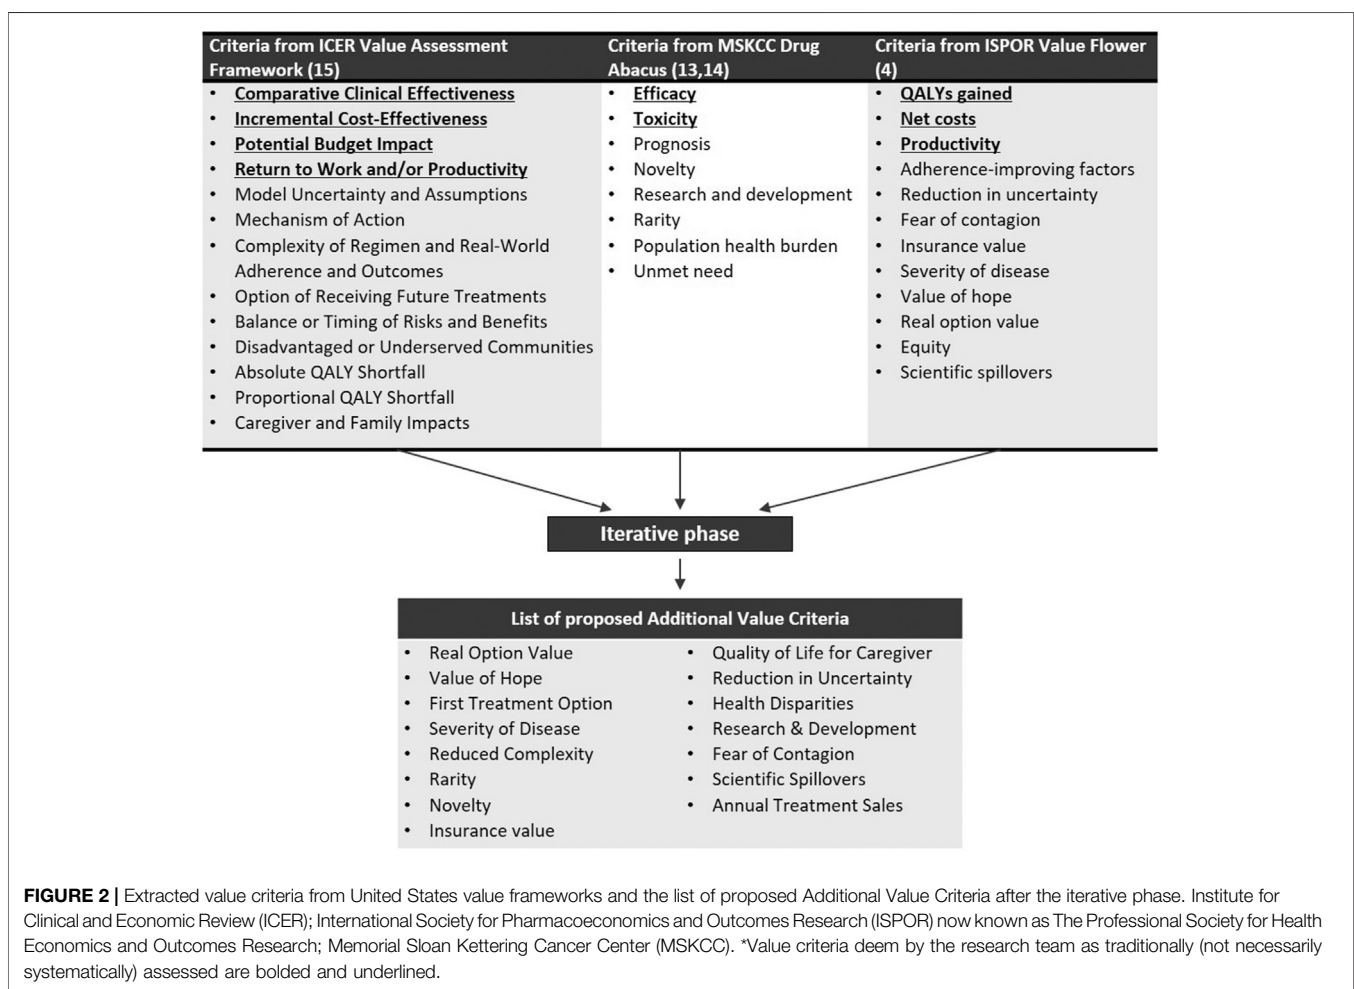 Criteria from ICER Value Assessment
Framework (15)
• Comparative Clinical Effectiveness
• Incremental Cost-Effectiveness
• Potential Budget Impact
• Return to Work and/or Productivity
• Model Uncertainty and Assumptions
• Mechanism of Action
• Complexity of Regimen and Real-World
Adherence and Outcomes
• Option of Receiving Future Treatments
• Balance or Timing of Risks and Benefits
• Disadvantaged or Underserved Communities
• Absolute QALY Shortfall
• Proportional QALY Shortfall
• Caregiver and Family Impacts
Criteria from MSKCC Drug
Abacus (13,14)
• Efficacy
• Toxicity
• Prognosis
• Novelty
• Research and development
• Rarity
• Population health burden
• Unmet need
Criteria from ISPOR Value Flower
(4)
• QALYs gained
• Net costs
• Productivity
• Adherence-improving factors
• Reduction in uncertainty
• Fear of contagion
• Insurance value
• Severity of disease
• Value of hope
• Real option value
• Equity
• Scientific spillovers
Iterative phase
List of proposed Additional Value Criteria
• Real Option Value
• Value of Hope
• First Treatment Option
• Severity of Disease
• Reduced Complexity
• Rarity
• Novelty
• Insurance value
• Quality of Life for Caregiver
• Reduction in Uncertainty
• Health Disparities
• Research & Development
• Fear of Contagion
• Scientific Spillovers
• Annual Treatment Sales
FIGURE 2 | Extracted value criteria from United States value frameworks and the list of proposed Additional Value Criteria after the iterative phase. Institute for
Clinical and Economic Review (ICER); International Society for Pharmacoeconomics and Outcomes Research (ISPOR) now known as The Professional Society for Health
Economics and Outcomes Research; Memorial Sloan Kettering Cancer Center (MSKCC). *Value criteria deem by the research team as traditionally (not necessarily
systematically) assessed are bolded and underlined.